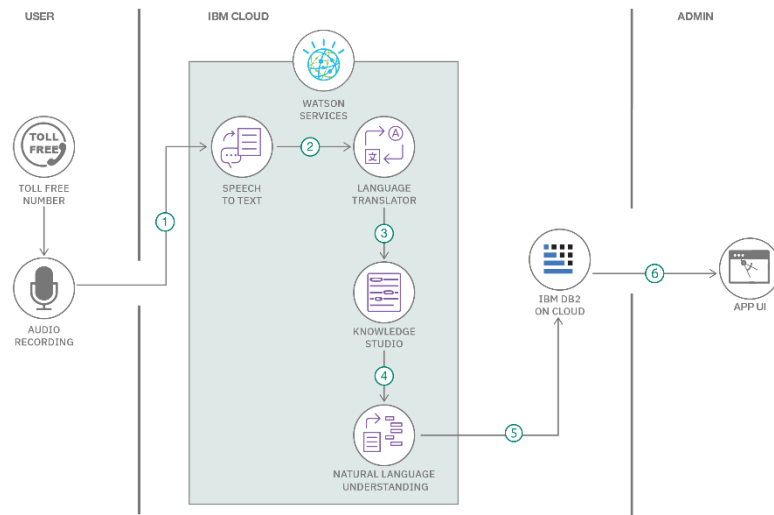 USER
IBM CLOUD
ADMIN
WATSON
SERVICES
TOLL
FREE
TOLL FREE
NUMBER
AUDIO
RECORDING
1
SPEECH
TO TEXT
2
A
文
LANGUAGE
TRANSLATOR
3
KNOWLEDGE
STUDIO
4
NATURAL LANGUAGE
UNDERSTANDING
5
IBM DB2
ON CLOUD
6
APP UI